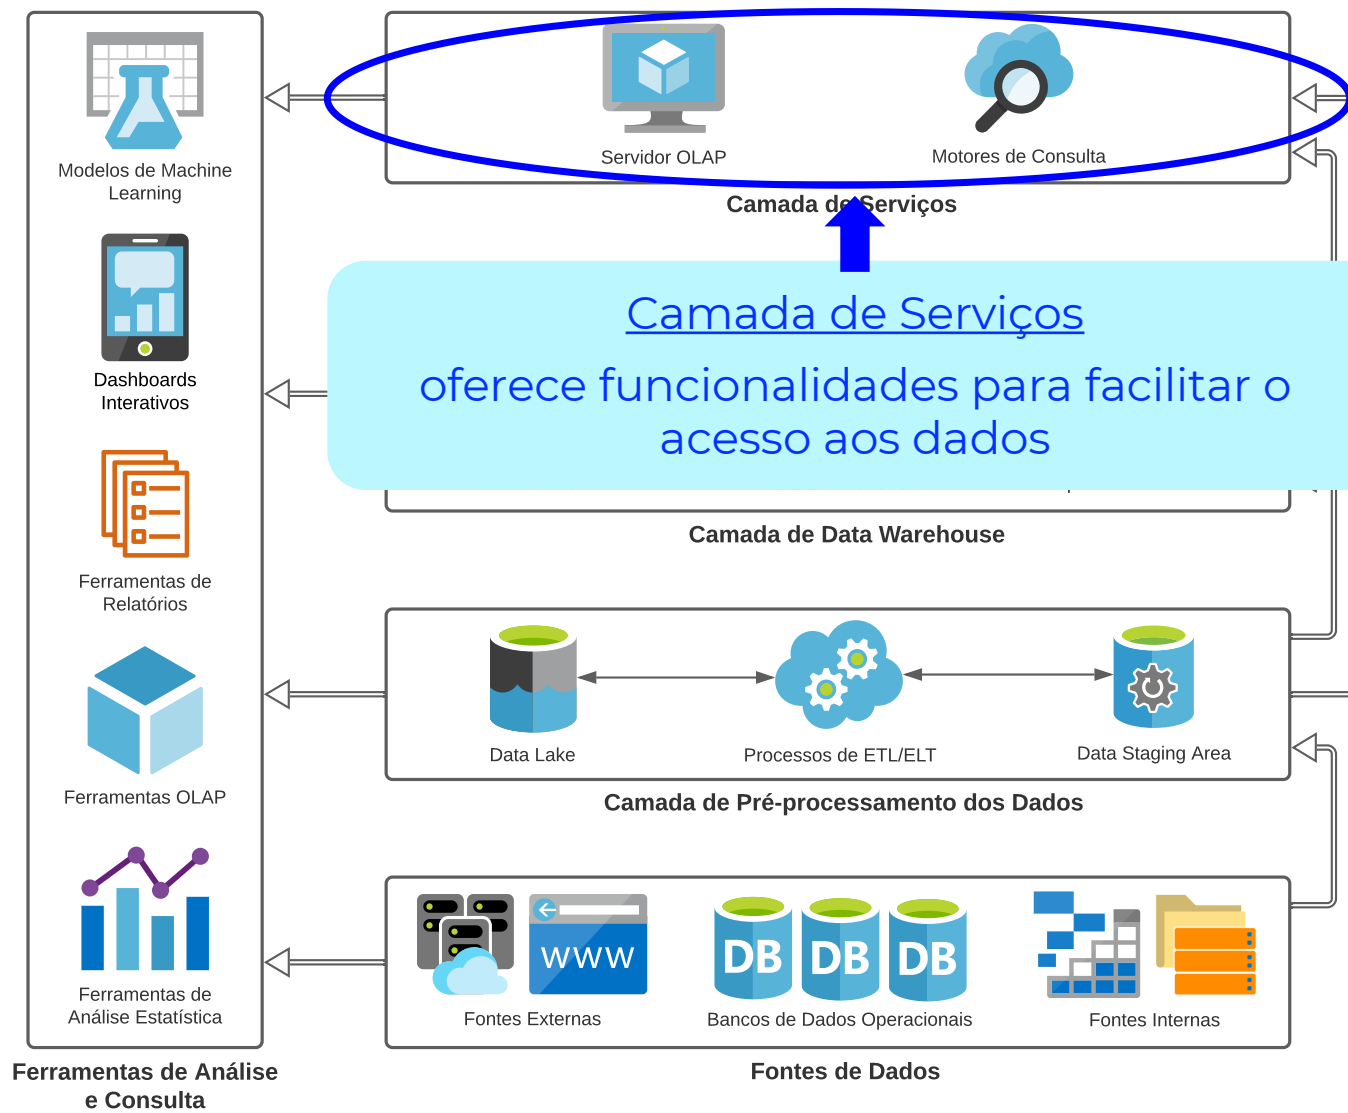 Modelos de Machine
Learning
Dashboards
Interativos
Ferramentas de
Relatórios
Ferramentas OLAP
Ferramentas de
Análise Estatística
Ferramentas de Análise
e Consulta
Servidor OLAP
Motores de Consulta
Camada de Serviços
Camada de Serviços
oferece funcionalidades para facilitar o
acesso aos dados
Camada de Data Warehouse
Data Lake
Processos de ETL/ELT
Data Staging Area
Camada de Pré-processamento dos Dados
www
DB
DB
DB
Fontes Externas
Bancos de Dados Operacionais
Fontes Internas
Fontes de Dados